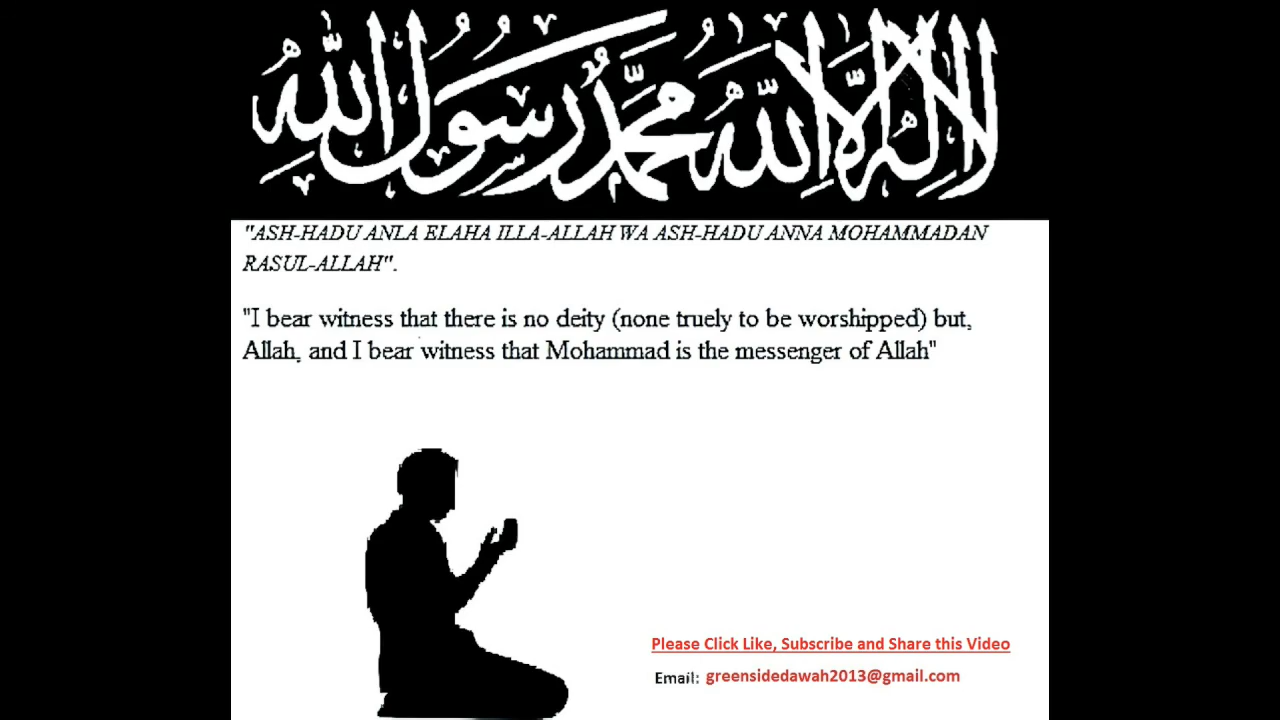 لا إله إلا الله محمد رسول الله
"ASH-HADU ANLA ELAHA ILLA-ALLAH WA ASH-HADU ANNA MOHAMMADAN
RASUL-ALLAH".
"I bear witness that there is no deity (none truely to be worshipped) but,
Allah, and I bear witness that Mohammad is the messenger of Allah"
Please Click Like, Subscribe and Share this Video
Email: greensidedawah2013@gmail.com